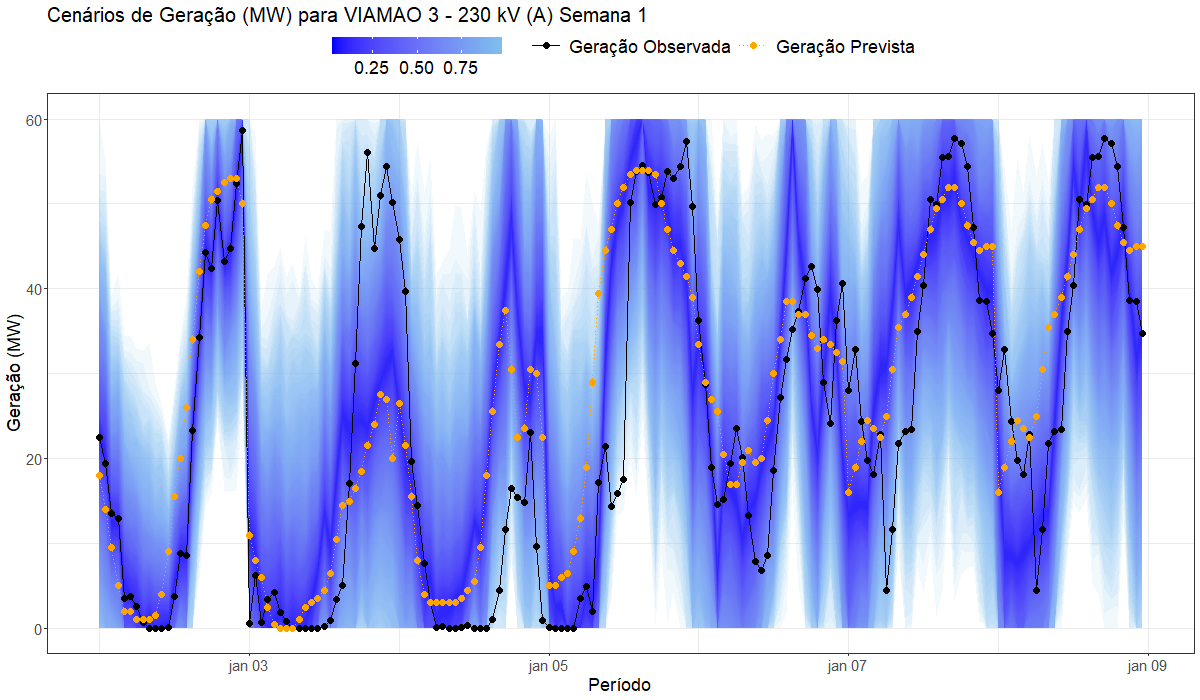 Cenários de Geração (MW) para VIAMAO 3 - 230 kV (A) Semana 1
0.25 0.50 0.75
Geração Observada
Geração Prevista
Geração (MW)
60
40
20
0
jan 03
jan 05
jan 07
jan 09
Período